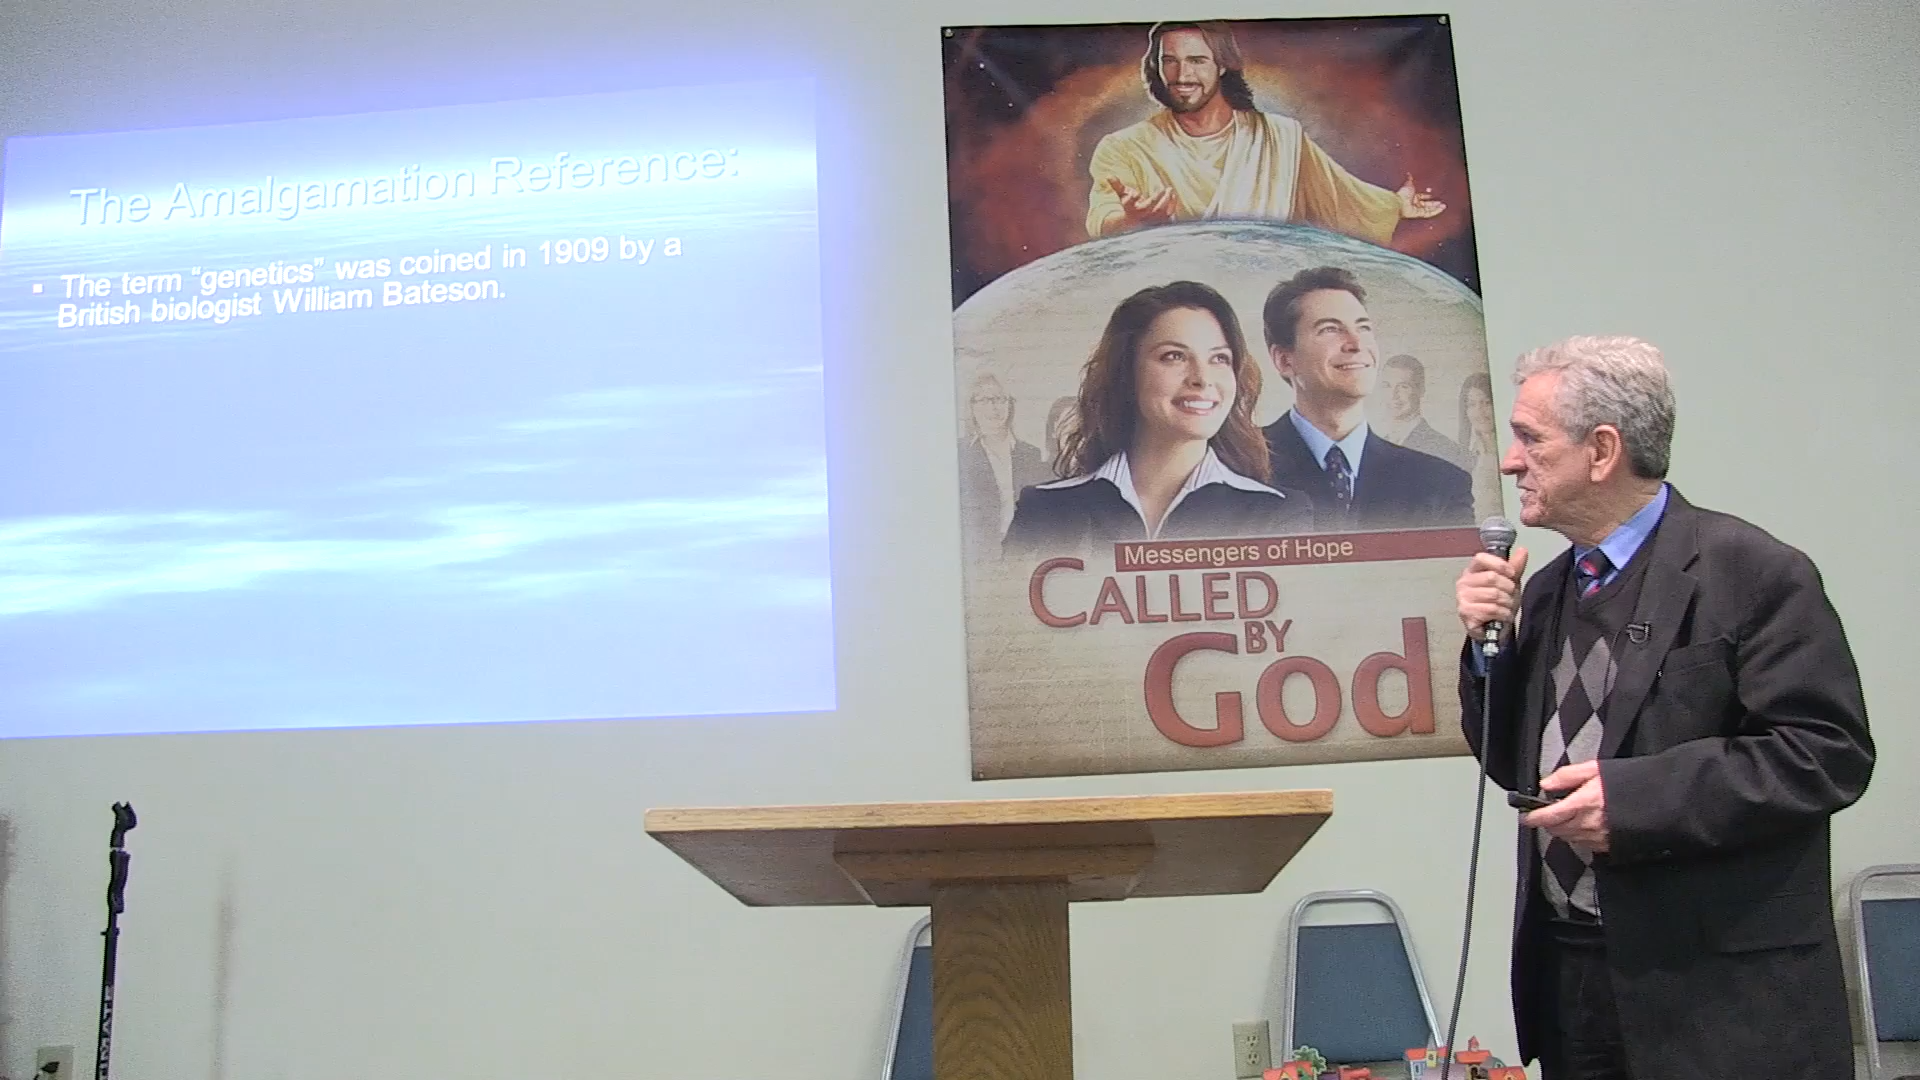 The Amalgamation Reference:
The term “genetics” was coined in 1909 by a
British biologist William Bateson.
Messengers of Hope
CALLED
BY
God